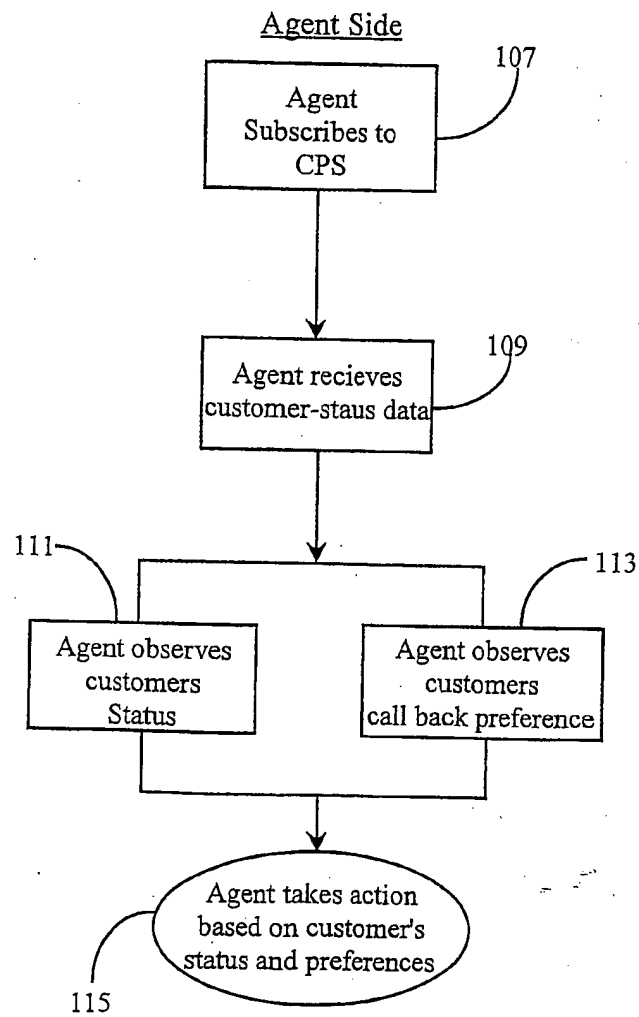 Agent Side
107
Agent
Subscribes to
CPS
109
Agent recieves
customer-staus data
111
113
Agent observes
customers
Status
Agent observes
customers
call back preference
Agent takes action
based on customer's
status and preferences
115